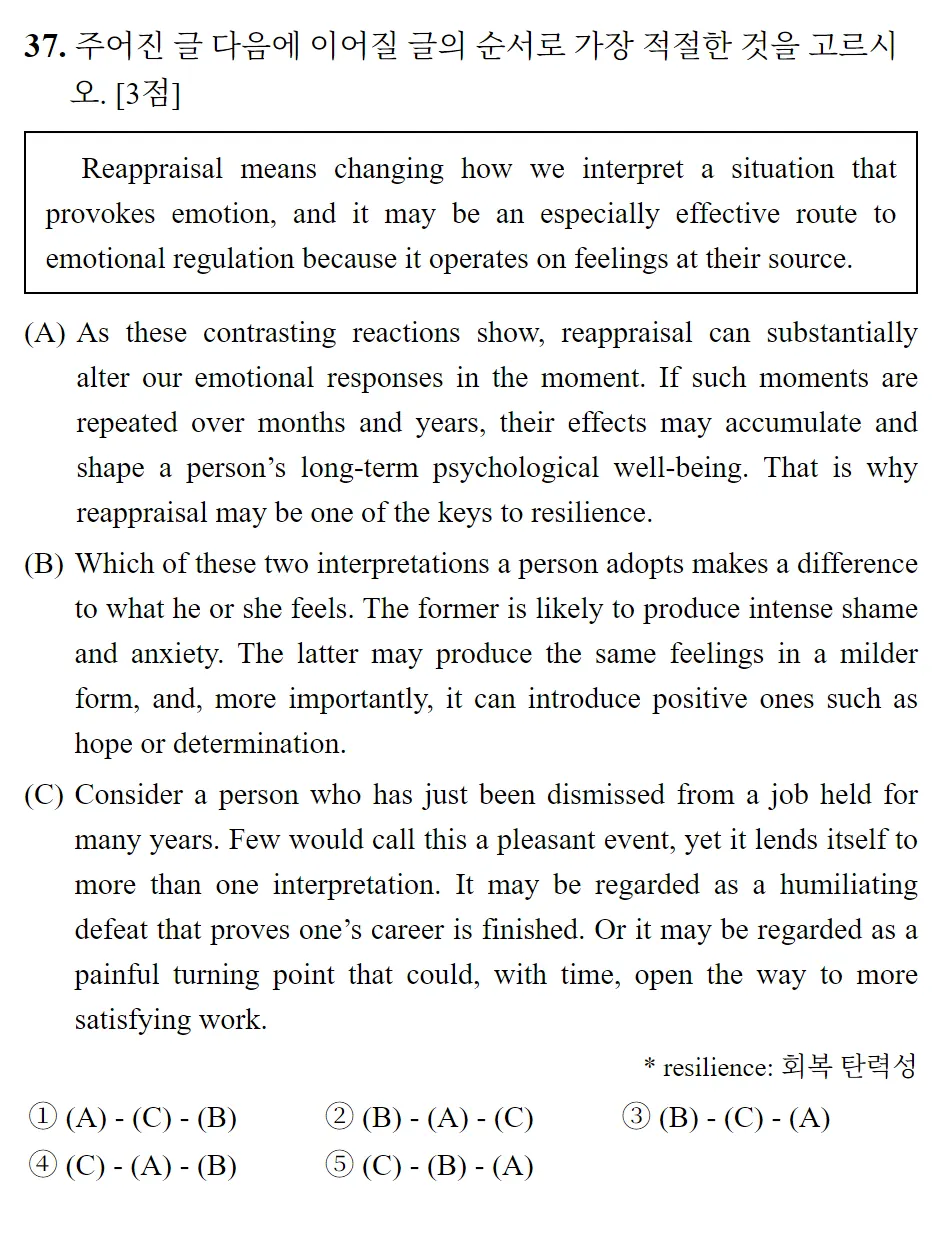 37. 주어진 글 다음에 이어질 글의 순서로 가장 적절한 것을 고르시
오. [3점]
Reappraisal means changing how we interpret a situation that
provokes emotion, and it may be an especially effective route to
emotional regulation because it operates on feelings at their source.
(A) As these contrasting reactions show, reappraisal can substantially
alter our emotional responses in the moment. If such moments are
repeated over months and years, their effects may accumulate and
shape a person’s long-term psychological well-being. That is why
reappraisal may be one of the keys to resilience.
(B) Which of these two interpretations a person adopts makes a difference
to what he or she feels. The former is likely to produce intense shame
and anxiety. The latter may produce the same feelings in a milder
form, and, more importantly, it can introduce positive ones such as
hope or determination.
(C) Consider a person who has just been dismissed from a job held for
many years. Few would call this a pleasant event, yet it lends itself to
more than one interpretation. It may be regarded as a humiliating
defeat that proves one’s career is finished. Or it may be regarded as a
painful turning point that could, with time, open the way to more
satisfying work.
* resilience: 회복 탄력성
① (A) - (C) - (B) ② (B) - (A) - (C) ③ (B) - (C) - (A)
④ (C) - (A) - (B) ⑤ (C) - (B) - (A)